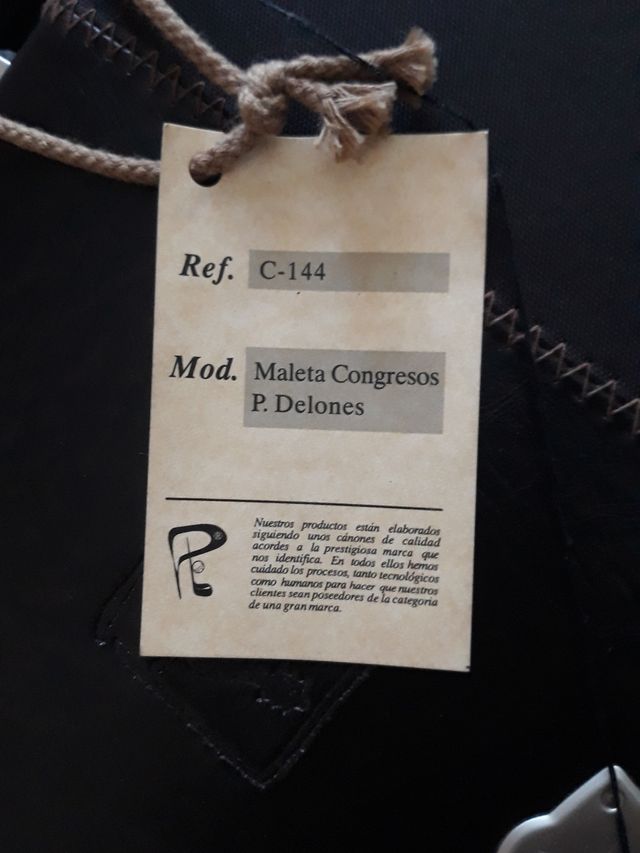 Ref. C-144
Mod. Maleta Congresos
P. Delones
Nuestros productos están elaborados
siguiendo unos cánones de calidad
acordes a la prestigiosa marca que
nos identifica. En todos ellos hemos
cuidado los procesos, tanto tecnológicos
como humanos para hacer que nuestros
clientes sean poseedores de la categoria
de una gran marca.